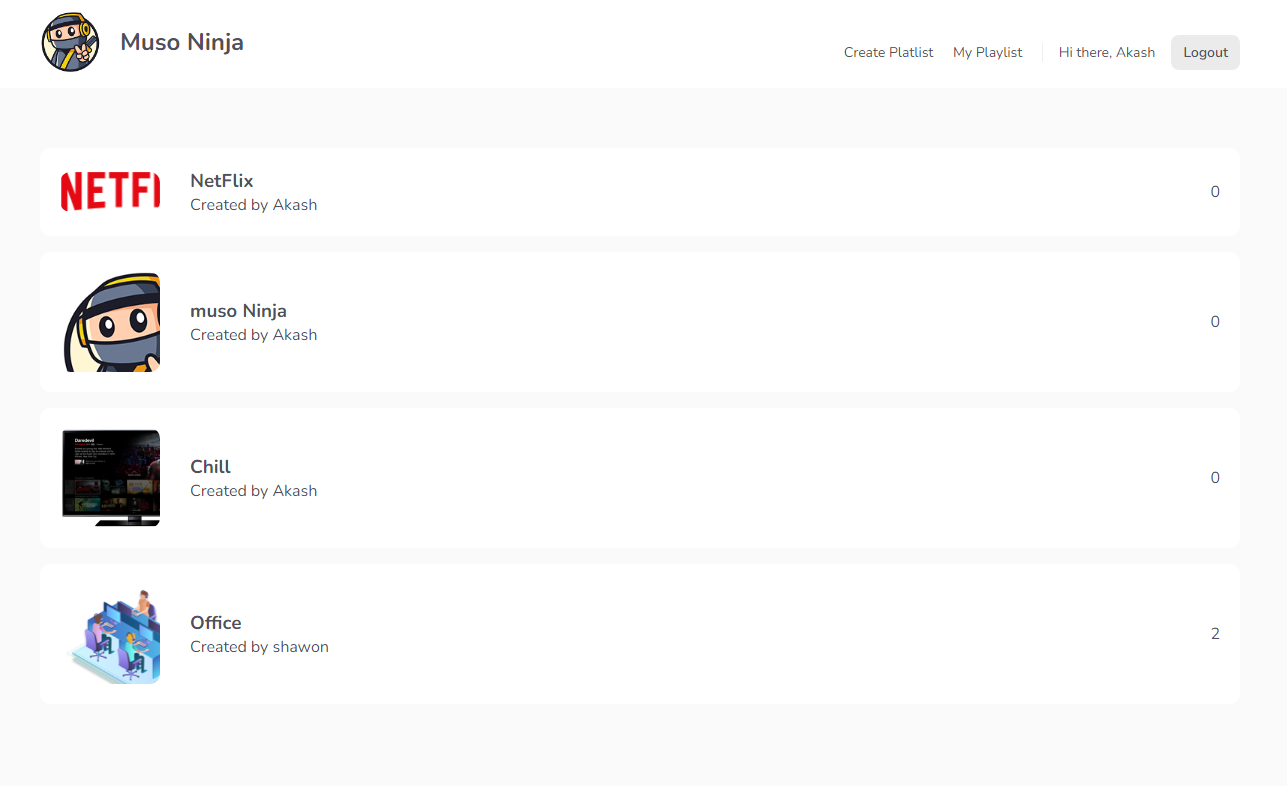 Muso Ninja
Create Platlist
My Playlist
Hi there, Akash
Logout
NETFI
NetFlix
Created by Akash
0
muso Ninja
Created by Akash
0
Daredevil
Chill
Created by Akash
0
Office
Created by shawon
2